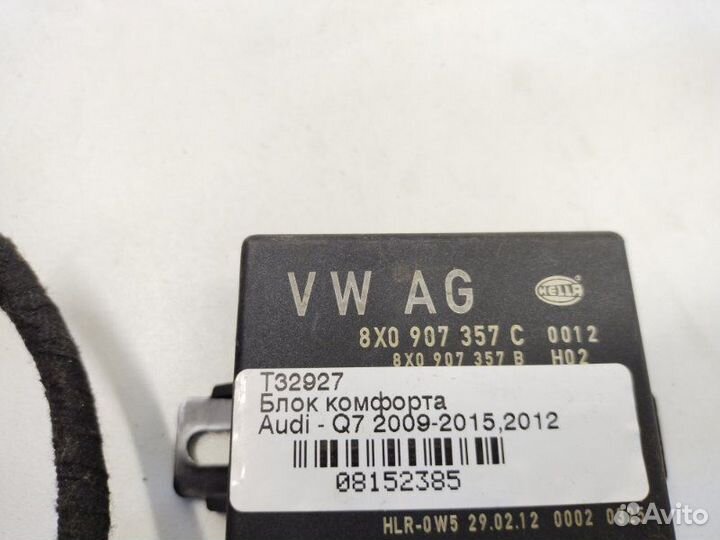 VW AG
HELLA
8X0 907 357 C 0012
8X0 907 357 B H02
T32927
Блок комфорта
Audi - Q7 2009-2015,2012
08152385
HLR-0W5 29.02.12 0002
Avito